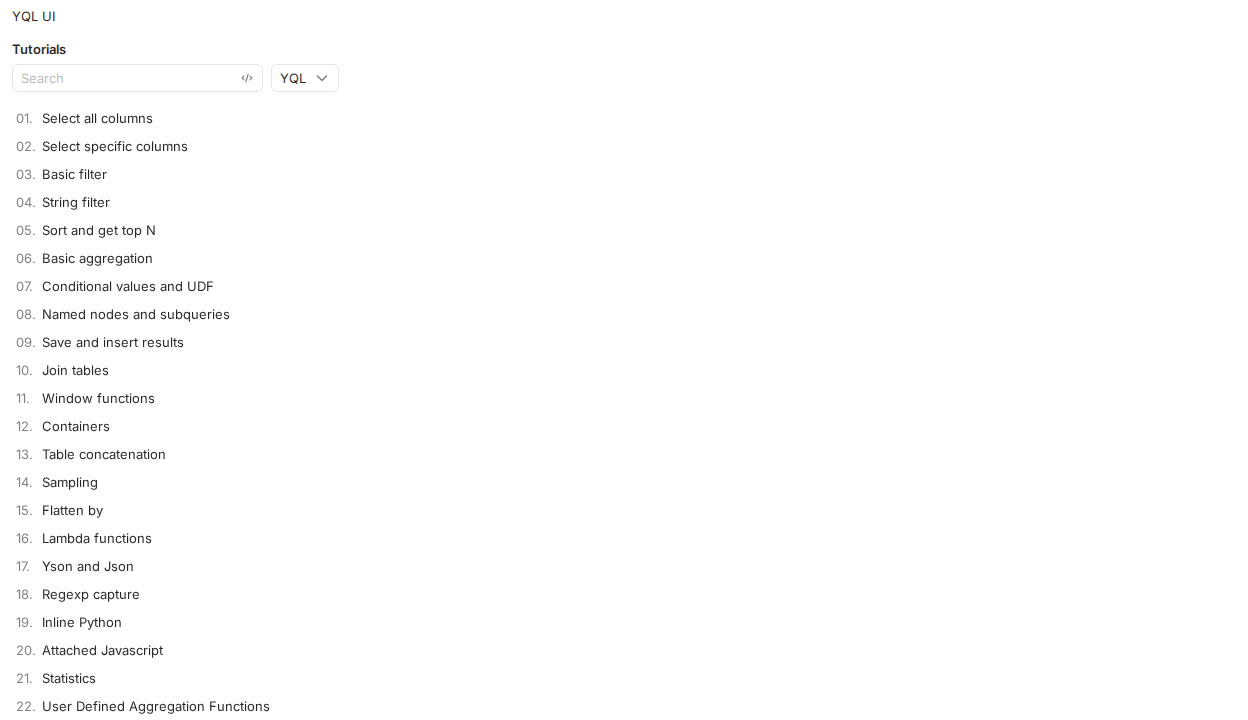 YQL UI
Tutorials
Search </> YQL
01. Select all columns
02. Select specific columns
03. Basic filter
04. String filter
05. Sort and get top N
06. Basic aggregation
07. Conditional values and UDF
08. Named nodes and subqueries
09. Save and insert results
10. Join tables
11. Window functions
12. Containers
13. Table concatenation
14. Sampling
15. Flatten by
16. Lambda functions
17. Yson and Json
18. Regexp capture
19. Inline Python
20. Attached Javascript
21. Statistics
22. User Defined Aggregation Functions